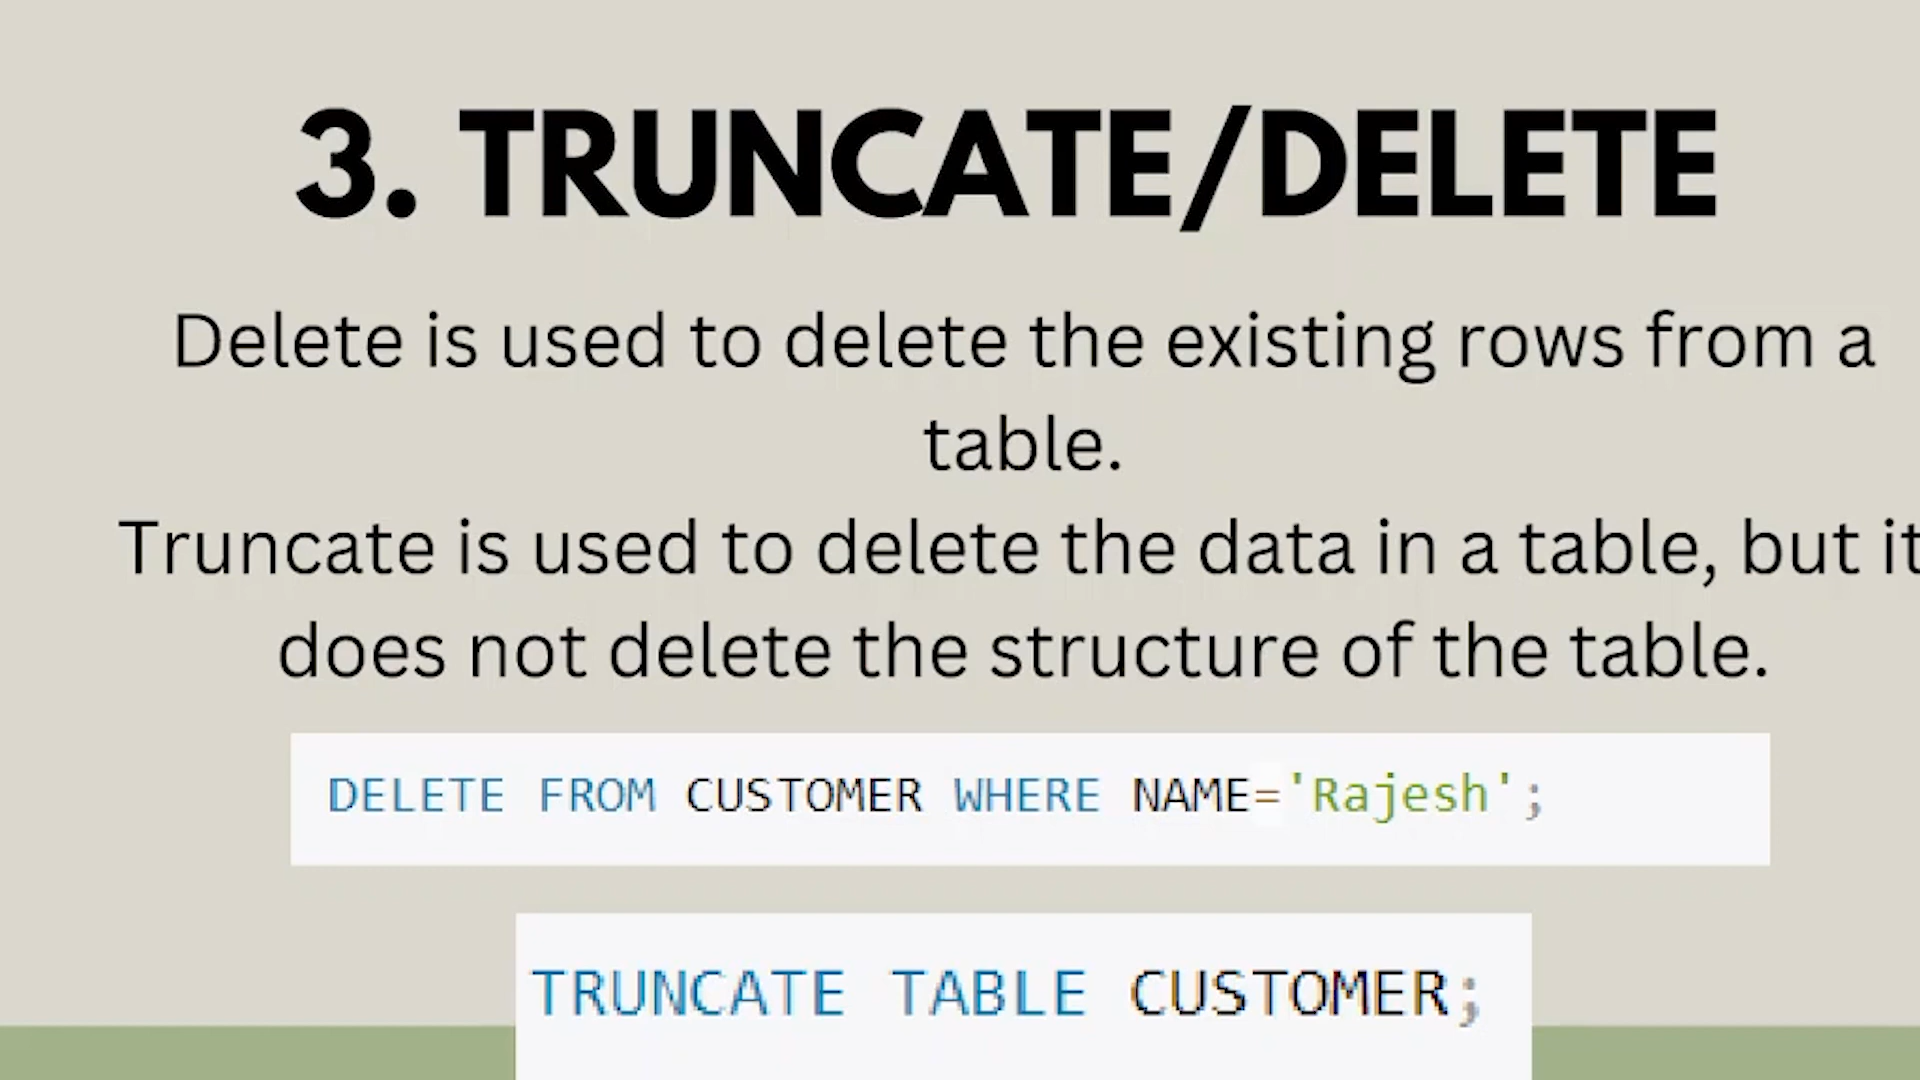 3. TRUNCATE/DELETE
Delete is used to delete the existing rows from a
table.
Truncate is used to delete the data in a table, but it
does not delete the structure of the table.
DELETE FROM CUSTOMER WHERE NAME='Rajesh';
TRUNCATE TABLE CUSTOMER;